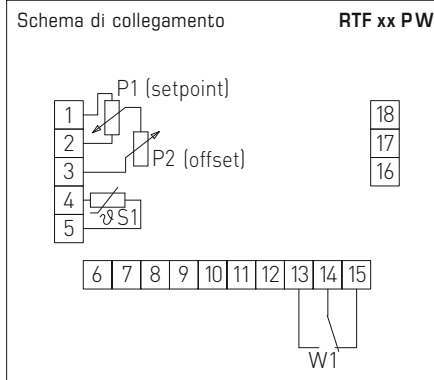 Schema di collegamento RTF xx PW
P1 (setpoint)
1
2
3
4
5
P2 (offset)
ϑ S1
18
17
16
6 7 8 9 10 11 12 13 14 15
W1